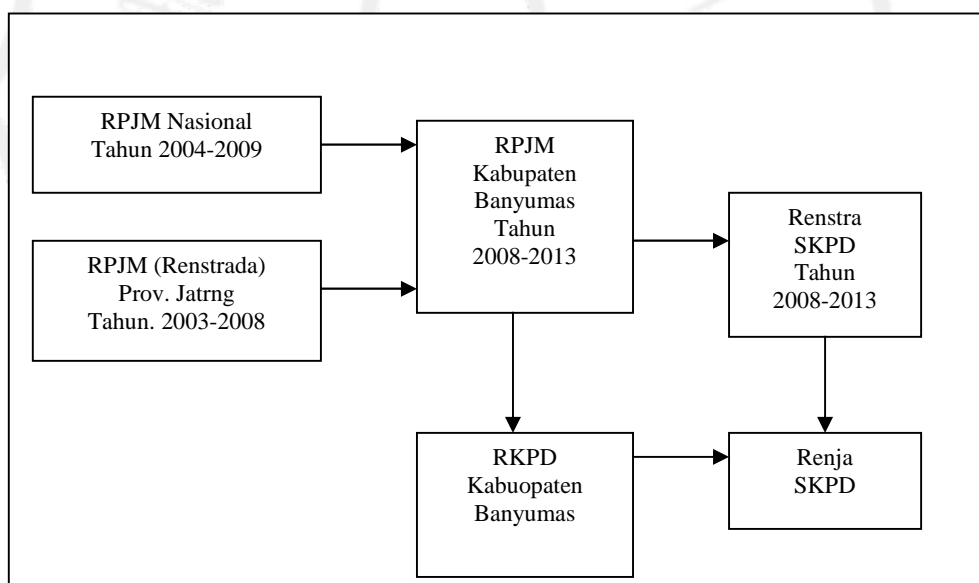 RPJM Nasional
Tahun 2004-2009
RPJM (Renstrada)
Prov. Jatrng
Tahun. 2003-2008
RPJM
Kabupaten
Banyumas
Tahun
2008-2013
Renstra
SKPD
Tahun
2008-2013
RKPD
Kabuopaten
Banyumas
Renja
SKPD